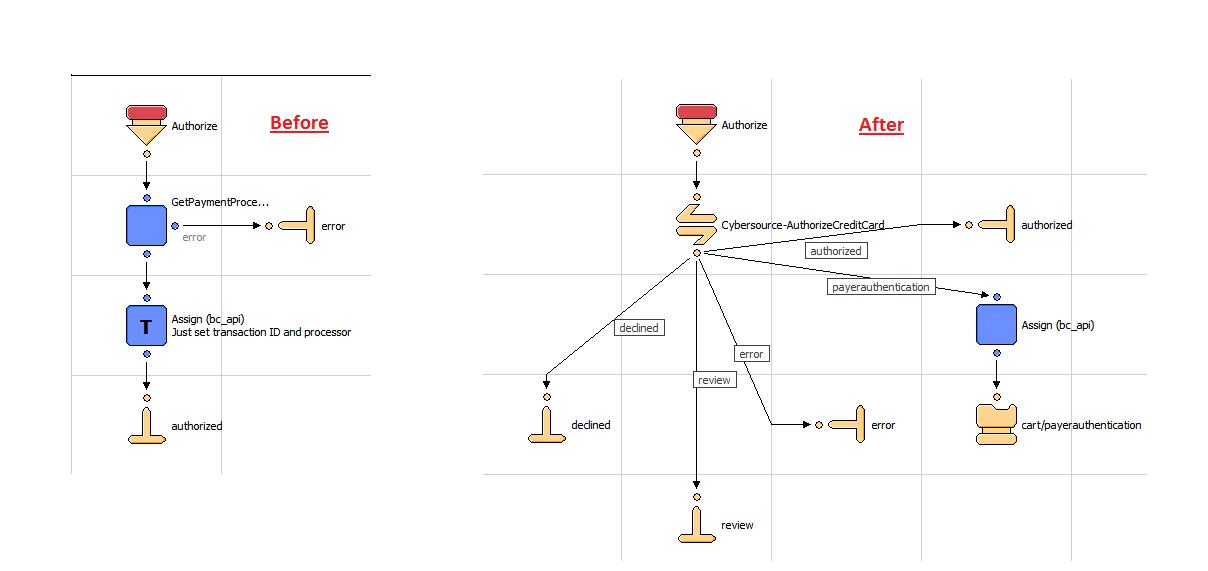 Before
Authorize
GetPaymentProce...
error
error
Assign (bc_api)
Just set transaction ID and processor
T
authorized
After
Authorize
Cybersource-AuthorizeCreditCard
authorized
authorized
payerauthentication
declined
Assign (bc_api)
error
review
declined
error
cart/payerauthentication
review